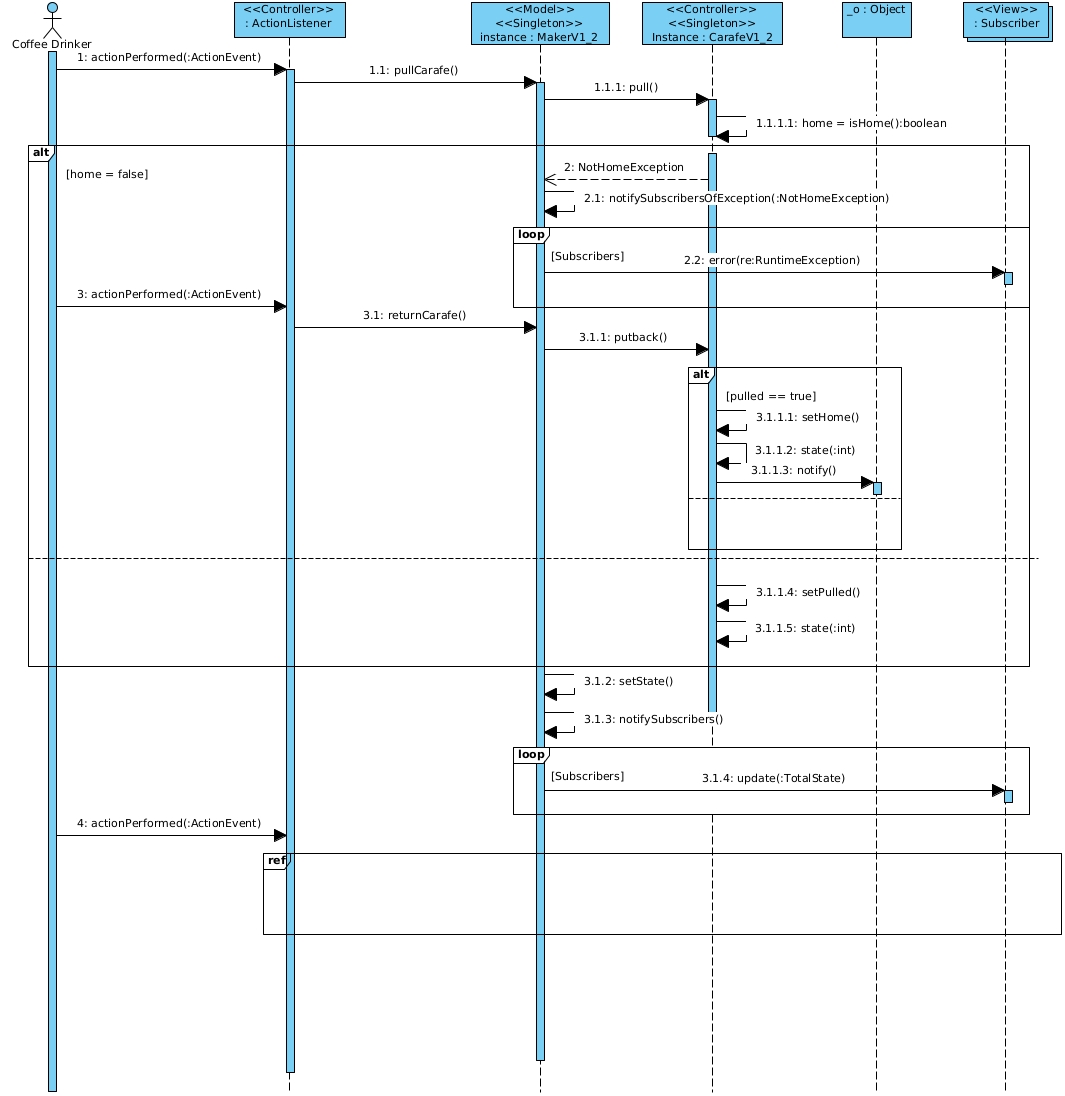 Coffee Drinker
<<Controller>>
: ActionListener
<<Model>>
<<Singleton>>
instance : MakerV1_2
<<Controller>>
<<Singleton>>
Instance : CarafeV1_2
_o : Object
<<View>>
: Subscriber
1: actionPerformed(:ActionEvent)
1.1: pullCarafe()
1.1.1: pull()
1.1.1.1: home = isHome():boolean
alt
[home = false]
2: NotHomeException
2.1: notifySubscribersOfException(:NotHomeException)
loop
[Subscribers]
2.2: error(re:RuntimeException)
3: actionPerformed(:ActionEvent)
3.1: returnCarafe()
3.1.1: putback()
alt
[pulled == true]
3.1.1.1: setHome()
3.1.1.2: state(:int)
3.1.1.3: notify()
3.1.1.4: setPulled()
3.1.1.5: state(:int)
3.1.2: setState()
3.1.3: notifySubscribers()
loop
[Subscribers]
3.1.4: update(:TotalState)
4: actionPerformed(:ActionEvent)
ref